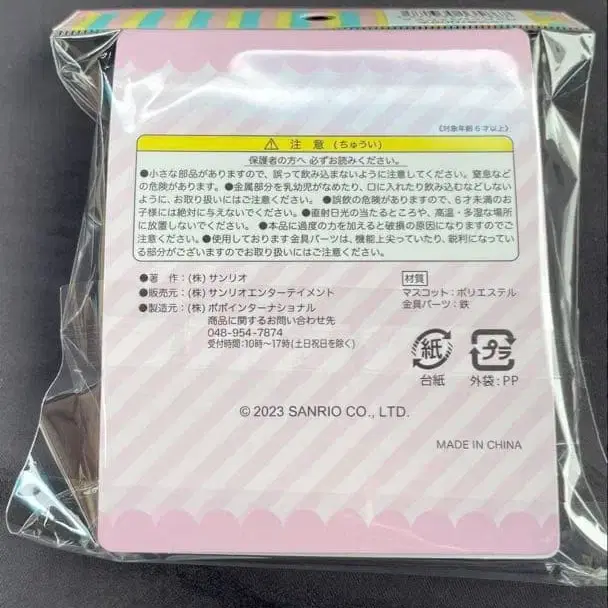 《対象年齢6才以上》
⚠ 注 意 (ちゅうい)
保護者の方へ 必ずお読みください。
●小さな部品がありますので、誤って飲み込まないように注意してください。窒息など
の危険があります。●金属部分を乳幼児がなめたり、口に入れたり飲み込むなどしない
ように、お取り扱いにはご注意ください。 ●誤飲の危険がありますので、6才未満のお
子様には絶対に与えないでください。●直射日光の当たるところや、高温・多湿な場所
に放置しないでください。 ●本品に過度の力を加えると破損の原因になりますのでご
注意ください。●使用しております金具パーツは、機能上尖っていたり、鋭利になってい
る部分がございますのでお取り扱いにはご注意ください。
●著 作:(株)サンリオ
●販売元:(株)サンリオエンターテイメント
●製造元:(株)ポポインターナショナル
商品に関するお問い合わせ先
048-954-7874
受付時間:10時〜17時(土日祝日を除く)
材質
マスコット:ポリエステル
金具パーツ:鉄
紙
台紙
プラ
外袋:PP
© 2023 SANRIO CO., LTD.
MADE IN CHINA